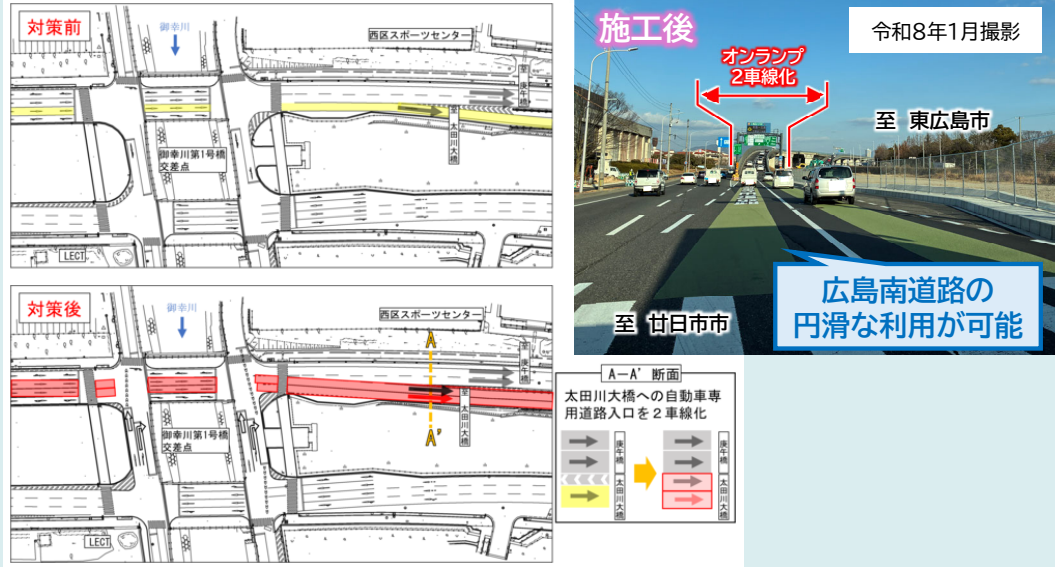 対策前
御幸川
西区スポーツセンター
至 庚午橋
至 太田川大橋
御幸川第1号橋
交差点
LECT
対策後
御幸川
西区スポーツセンター
A
至 庚午橋
至 太田川大橋
A'
御幸川第1号橋
交差点
LECT
施工後
令和8年1月撮影
オンランプ
2車線化
至 東広島市
至 廿日市市
広島南道路の
円滑な利用が可能
A-A' 断面
太田川大橋への自動車専
用道路入口を2車線化
庚午橋
太田川大橋
庚午橋
太田川大橋